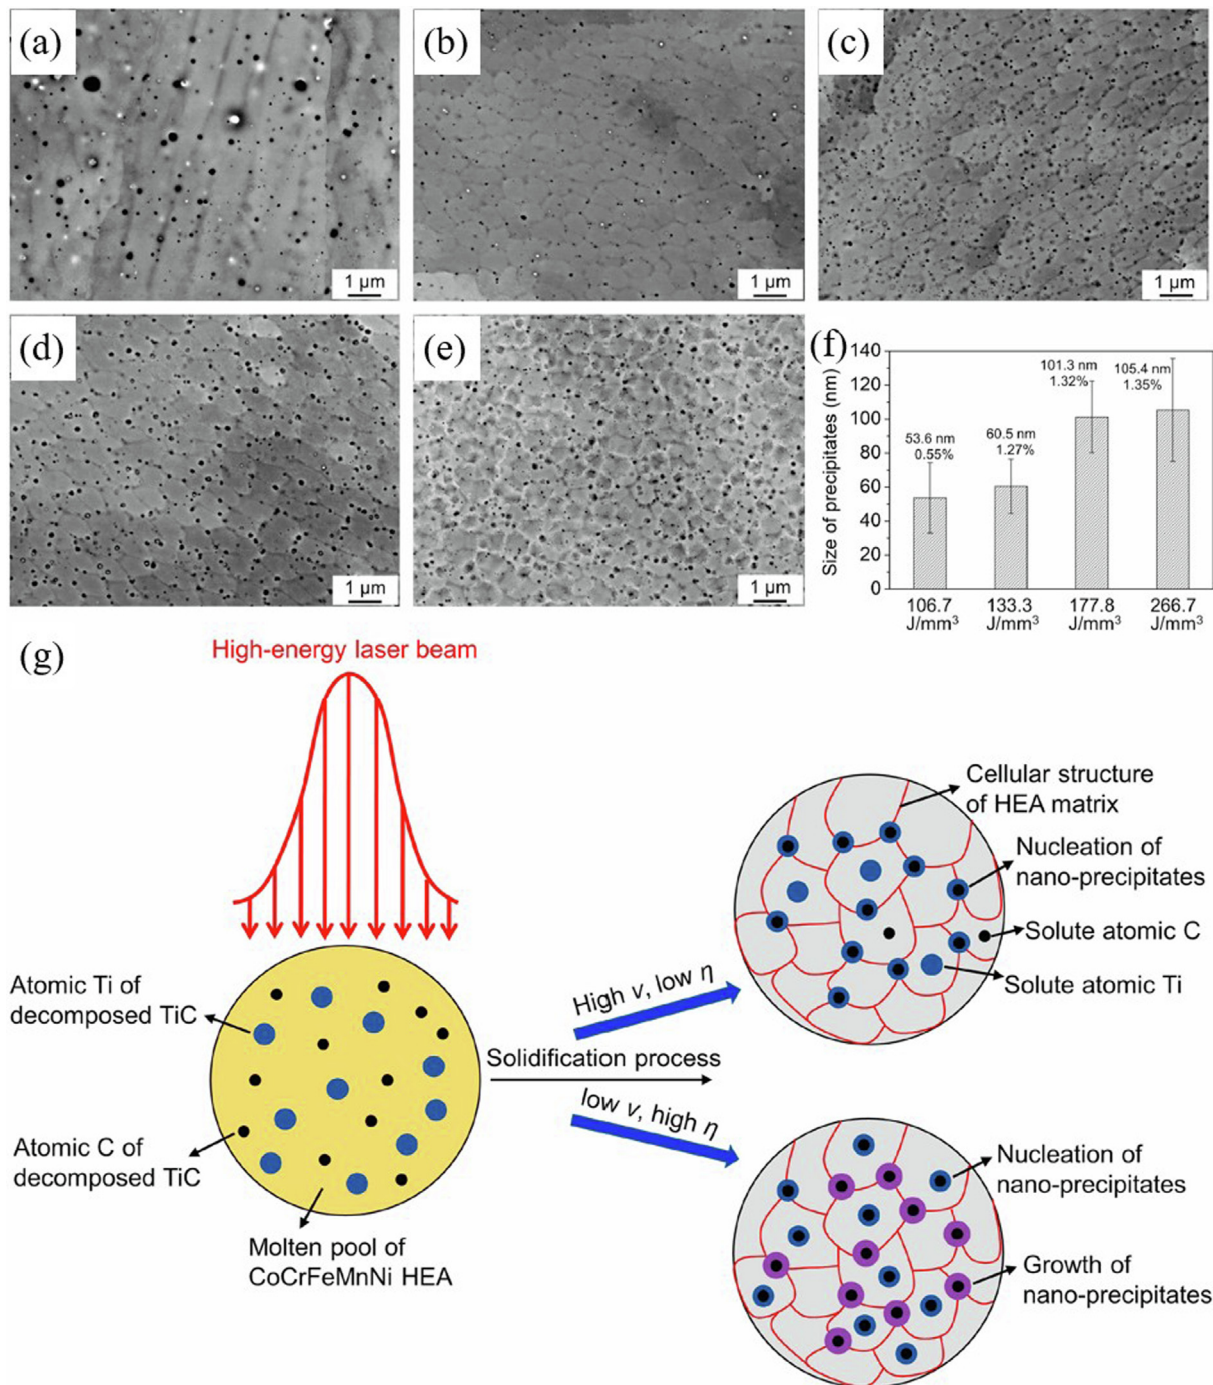 (a)
1 µm
(b)
1 µm
(c)
1 µm
(d)
1 µm
(e)
1 µm
(f)
Size of precipitates (nm)
140
120
100
80
60
40
20
0
53.6 nm
0.55%
60.5 nm
1.27%
101.3 nm
1.32%
105.4 nm
1.35%
106.7
J/mm³
133.3
J/mm³
177.8
J/mm³
266.7
J/mm³
(g)
High-energy laser beam
Atomic Ti of
decomposed TiC
Atomic C of
decomposed TiC
Molten pool of
CoCrFeMnNi HEA
High v, low η
Solidification process
low v, high η
Cellular structure
of HEA matrix
Nucleation of
nano-precipitates
Solute atomic C
Solute atomic Ti
Nucleation of
nano-precipitates
Growth of
nano-precipitates